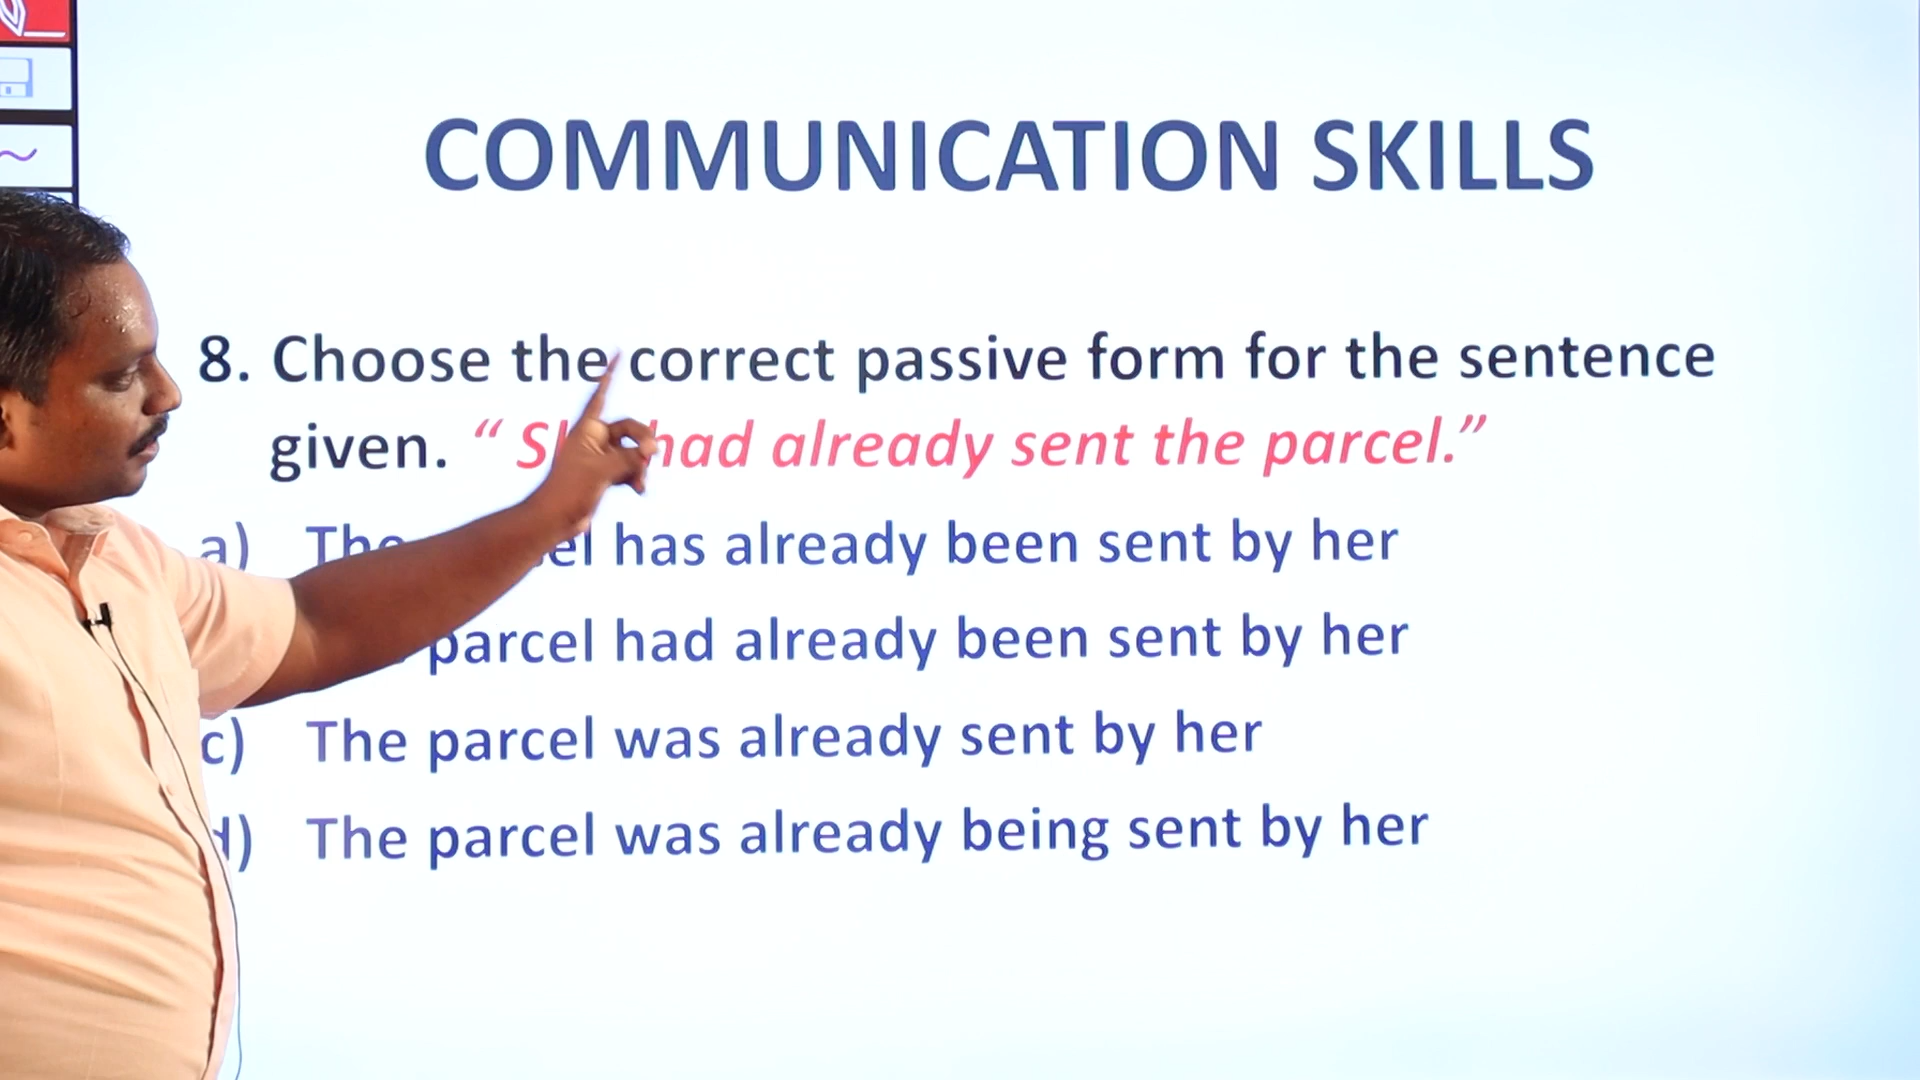 COMMUNICATION SKILLS
8. Choose the correct passive form for the sentence
given. “ had already sent the parcel.”
a) has already been sent by her
parcel had already been sent by her
c) The parcel was already sent by her
d) The parcel was already being sent by her